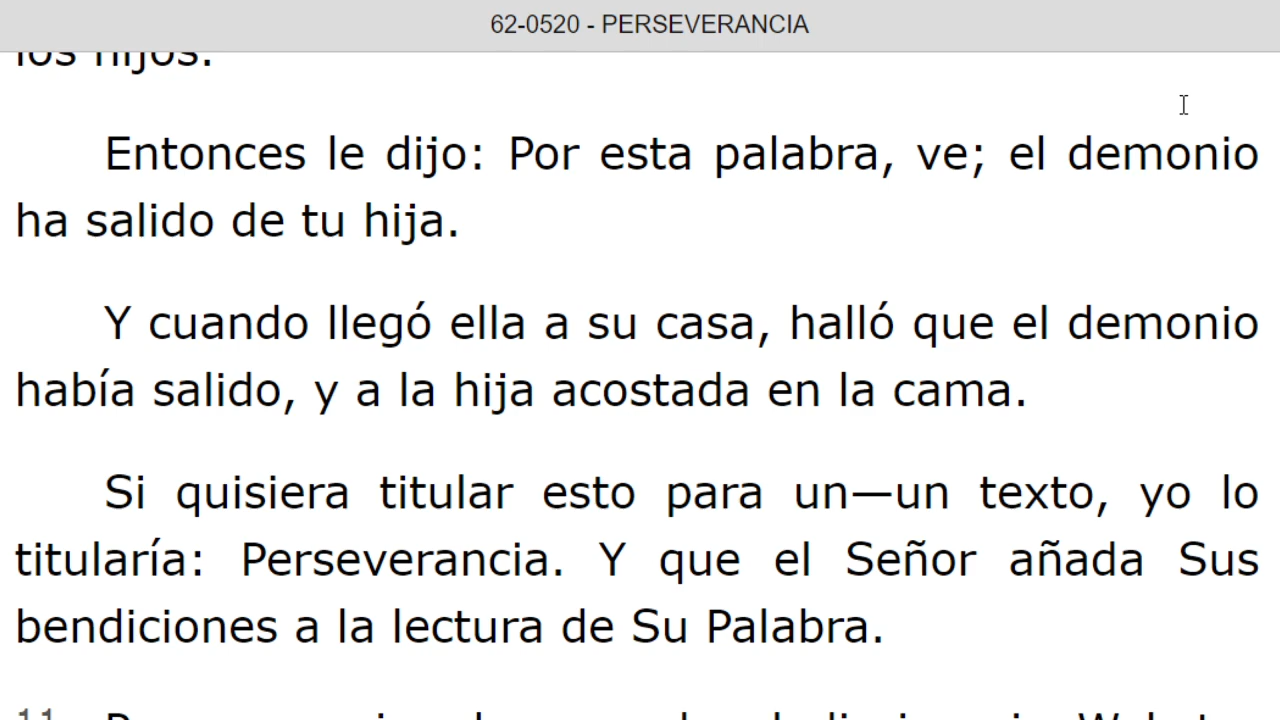 62-0520 - PERSEVERANCIA
los hijos.
Entonces le dijo: Por esta palabra, ve; el demonio
ha salido de tu hija.
Y cuando llegó ella a su casa, halló que el demonio
había salido, y a la hija acostada en la cama.
Si quisiera titular esto para un—un texto, yo lo
titularía: Perseverancia. Y que el Señor añada Sus
bendiciones a la lectura de Su Palabra.
11